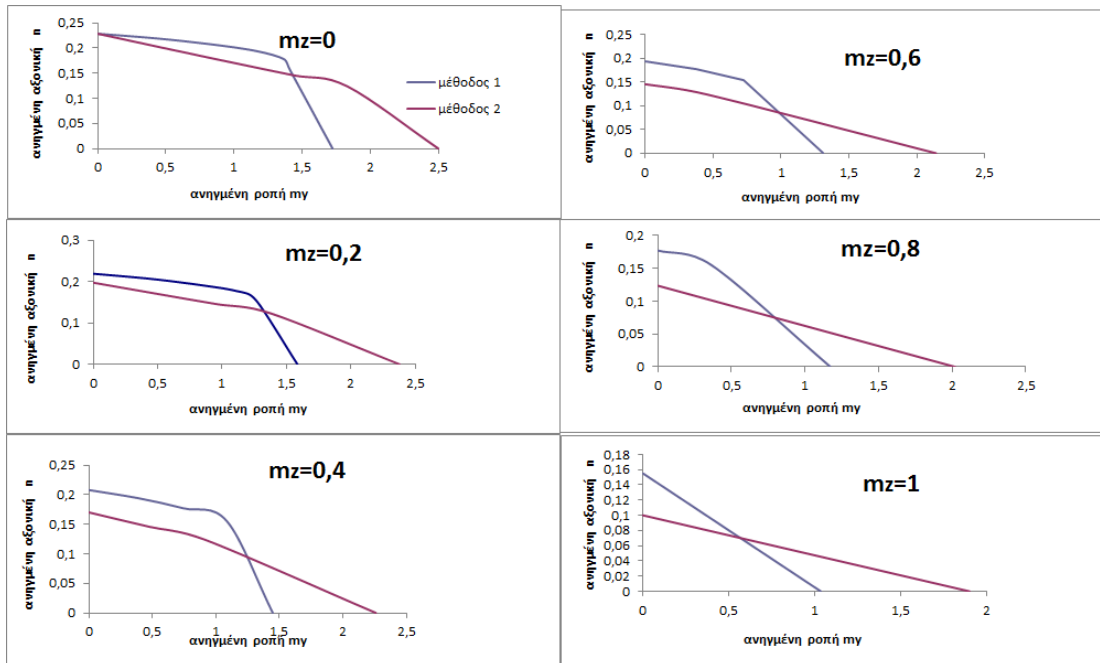 mz=0
ανηγμένη αξονική n
0,25
0,2
0,15
0,1
0,05
0
0 0,5 1 1,5 2 2,5
ανηγμένη ροπή my
μέθοδος 1
μέθοδος 2
mz=0,6
ανηγμένη αξονική n
0,25
0,2
0,15
0,1
0,05
0
0 0,5 1 1,5 2 2,5
ανηγμένη ροπή my
mz=0,2
ανηγμένη αξονική n
0,3
0,2
0,1
0
0 0,5 1 1,5 2 2,5
ανηγμένη ροπή my
mz=0,8
ανηγμένη αξονική n
0,2
0,15
0,1
0,05
0
0 0,5 1 1,5 2 2,5
ανηγμένη ροπή my
mz=0,4
ανηγμένη αξονική n
0,25
0,2
0,15
0,1
0,05
0
0 0,5 1 1,5 2 2,5
ανηγμένη ροπή my
mz=1
ανηγμένη αξονική n
0,18
0,16
0,14
0,12
0,1
0,08
0,06
0,04
0,02
0
0 0,5 1 1,5 2
ανηγμένη ροπή my